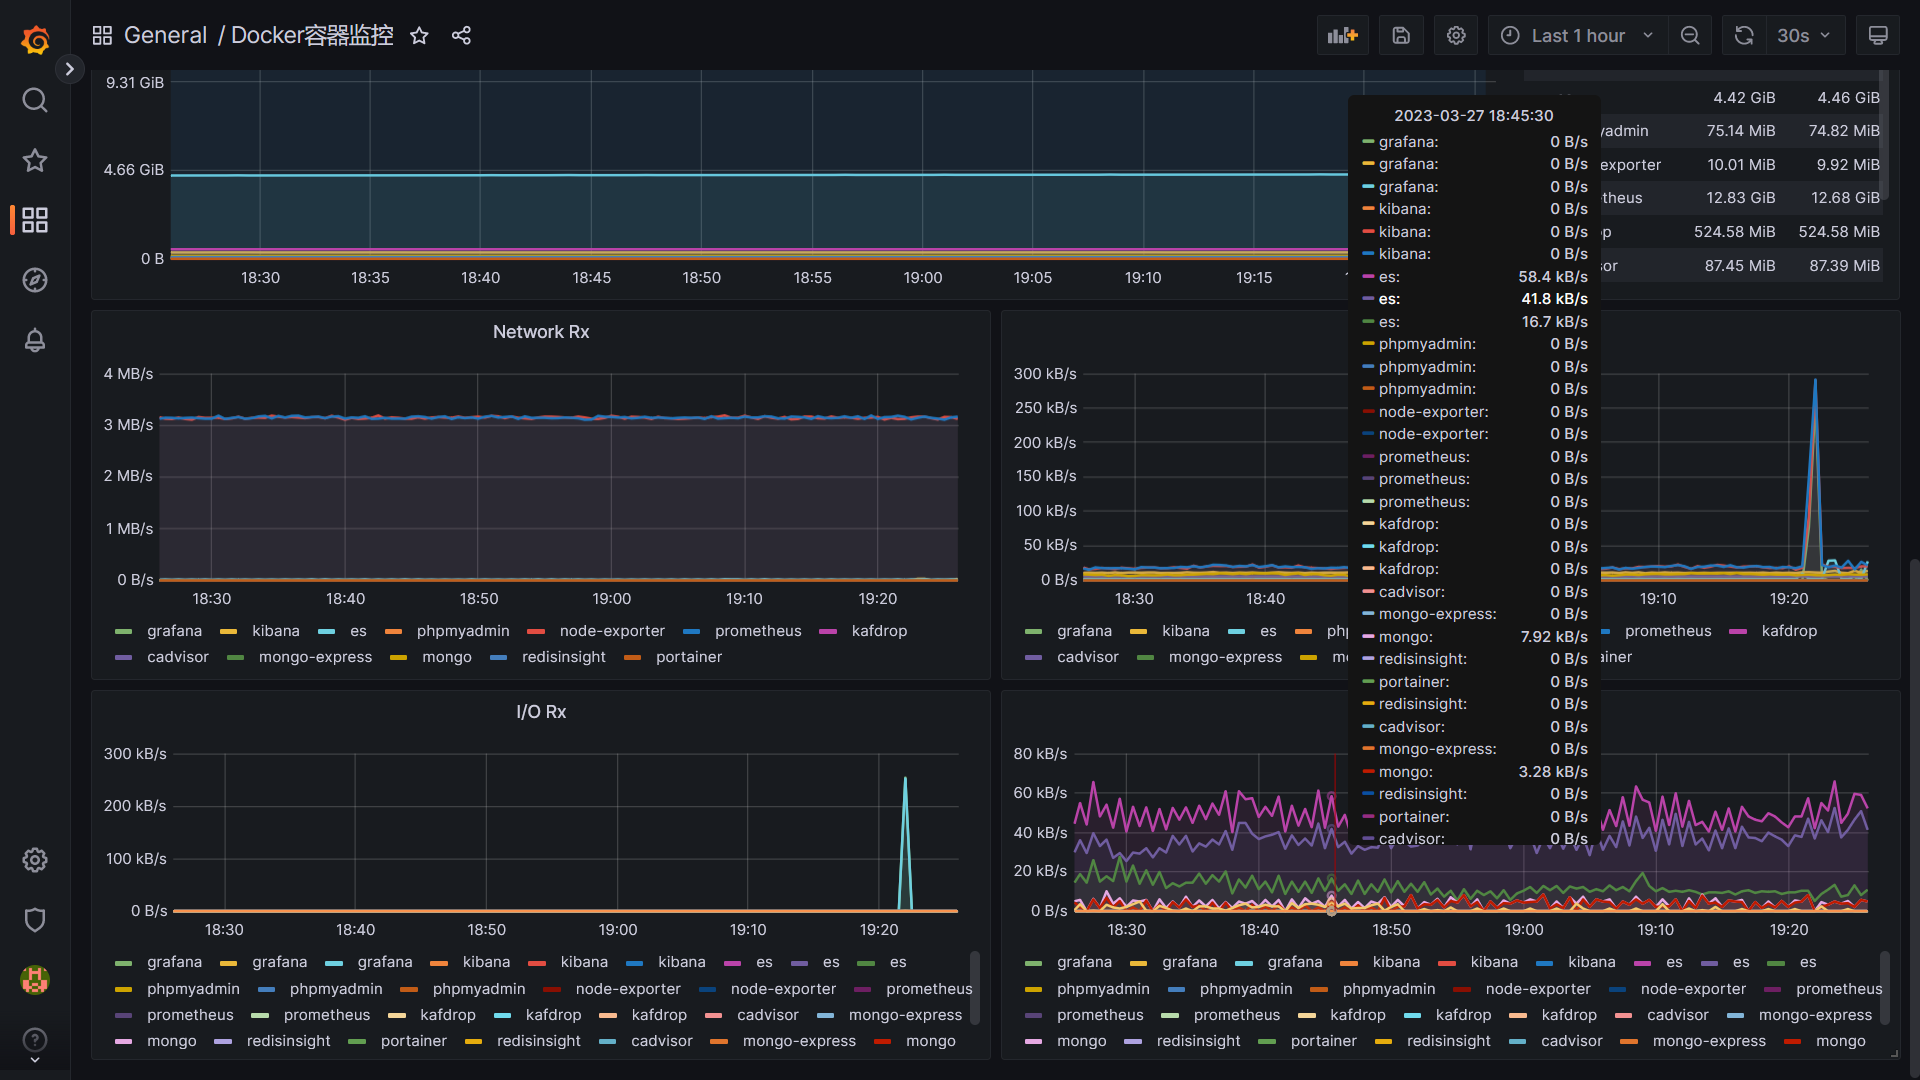 General / Docker容器监控
Last 1 hour
30s
9.31 GiB
4.66 GiB
0 B
18:30 18:35 18:40 18:45 18:50 18:55 19:00 19:05 19:10 19:15
4.42 GiB 4.46 GiB
yadmin 75.14 MiB 74.82 MiB
exporter 10.01 MiB 9.92 MiB
theus 12.83 GiB 12.68 GiB
524.58 MiB 524.58 MiB
sor 87.45 MiB 87.39 MiB
2023-03-27 18:45:30
grafana: 0 B/s
grafana: 0 B/s
grafana: 0 B/s
kibana: 0 B/s
kibana: 0 B/s
kibana: 0 B/s
es: 58.4 kB/s
es: 41.8 kB/s
es: 16.7 kB/s
phpmyadmin: 0 B/s
phpmyadmin: 0 B/s
phpmyadmin: 0 B/s
node-exporter: 0 B/s
node-exporter: 0 B/s
prometheus: 0 B/s
prometheus: 0 B/s
prometheus: 0 B/s
kafdrop: 0 B/s
kafdrop: 0 B/s
kafdrop: 0 B/s
cadvisor: 0 B/s
mongo-express: 0 B/s
mongo: 7.92 kB/s
redisinsight: 0 B/s
portainer: 0 B/s
redisinsight: 0 B/s
cadvisor: 0 B/s
mongo-express: 0 B/s
mongo: 3.28 kB/s
redisinsight: 0 B/s
portainer: 0 B/s
cadvisor: 0 B/s
Network Rx
4 MB/s
3 MB/s
2 MB/s
1 MB/s
0 B/s
18:30 18:40 18:50 19:00 19:10 19:20
grafana kibana es phpmyadmin node-exporter prometheus kafdrop
cadvisor mongo-express mongo redisinsight portainer
300 kB/s
250 kB/s
200 kB/s
150 kB/s
100 kB/s
50 kB/s
0 B/s
18:30 18:40 19:10 19:20
grafana kibana es php prometheus kafdrop
cadvisor mongo-express ainer
I/O Rx
300 kB/s
200 kB/s
100 kB/s
0 B/s
18:30 18:40 18:50 19:00 19:10 19:20
grafana grafana grafana kibana kibana kibana es es es
phpmyadmin phpmyadmin phpmyadmin node-exporter node-exporter prometheus
prometheus prometheus kafdrop kafdrop kafdrop cadvisor mongo-express
mongo redisinsight portainer redisinsight cadvisor mongo-express mongo
80 kB/s
60 kB/s
40 kB/s
20 kB/s
0 B/s
18:30 18:40 18:50 19:00 19:10 19:20
grafana grafana grafana kibana kibana kibana es es es
phpmyadmin phpmyadmin phpmyadmin node-exporter node-exporter prometheus
prometheus prometheus kafdrop kafdrop kafdrop cadvisor mongo-express
mongo redisinsight portainer redisinsight cadvisor mongo-express mongo